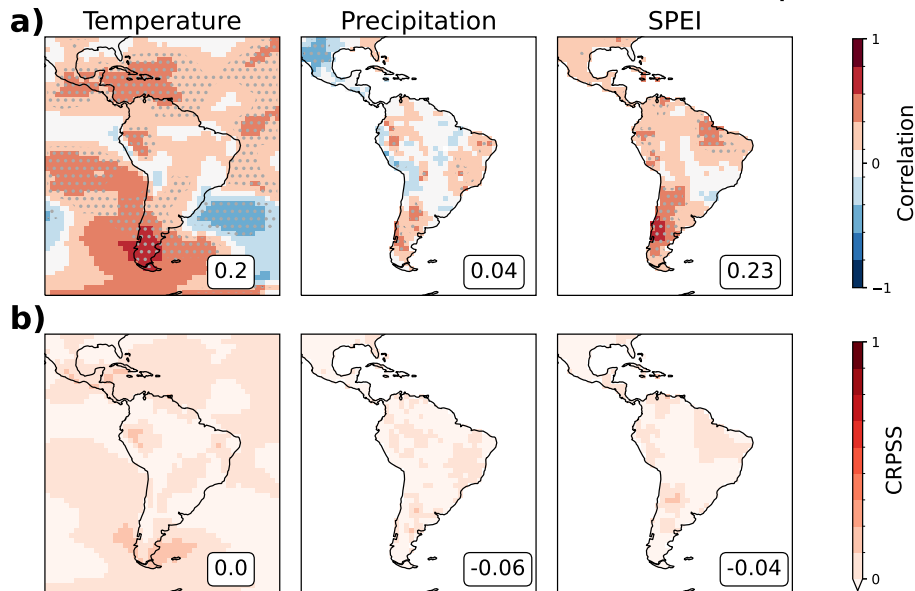 a)
Temperature
Precipitation
SPEI
0.2
0.04
0.23
1
0
−1
Correlation
b)
0.0
-0.06
-0.04
1
0
CRPSS